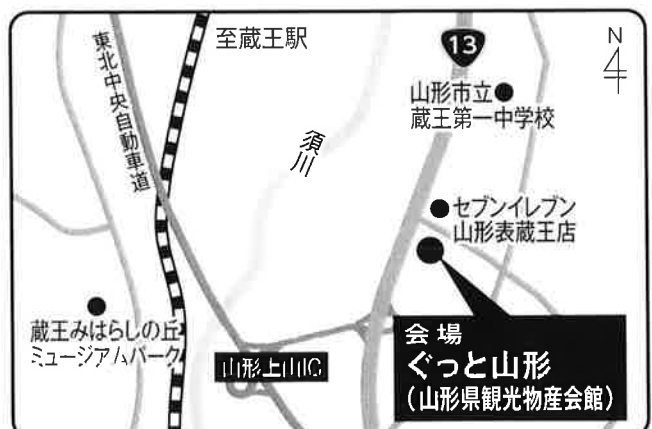 至蔵王駅
13
N
東北中央自動車道
山形市立
蔵王第一中学校
須川
セブンイレブン
山形表蔵王店
蔵王みはらしの丘
ミュージアムパーク
山形上山IC
会場
ぐっと山形
(山形県観光物産会館)